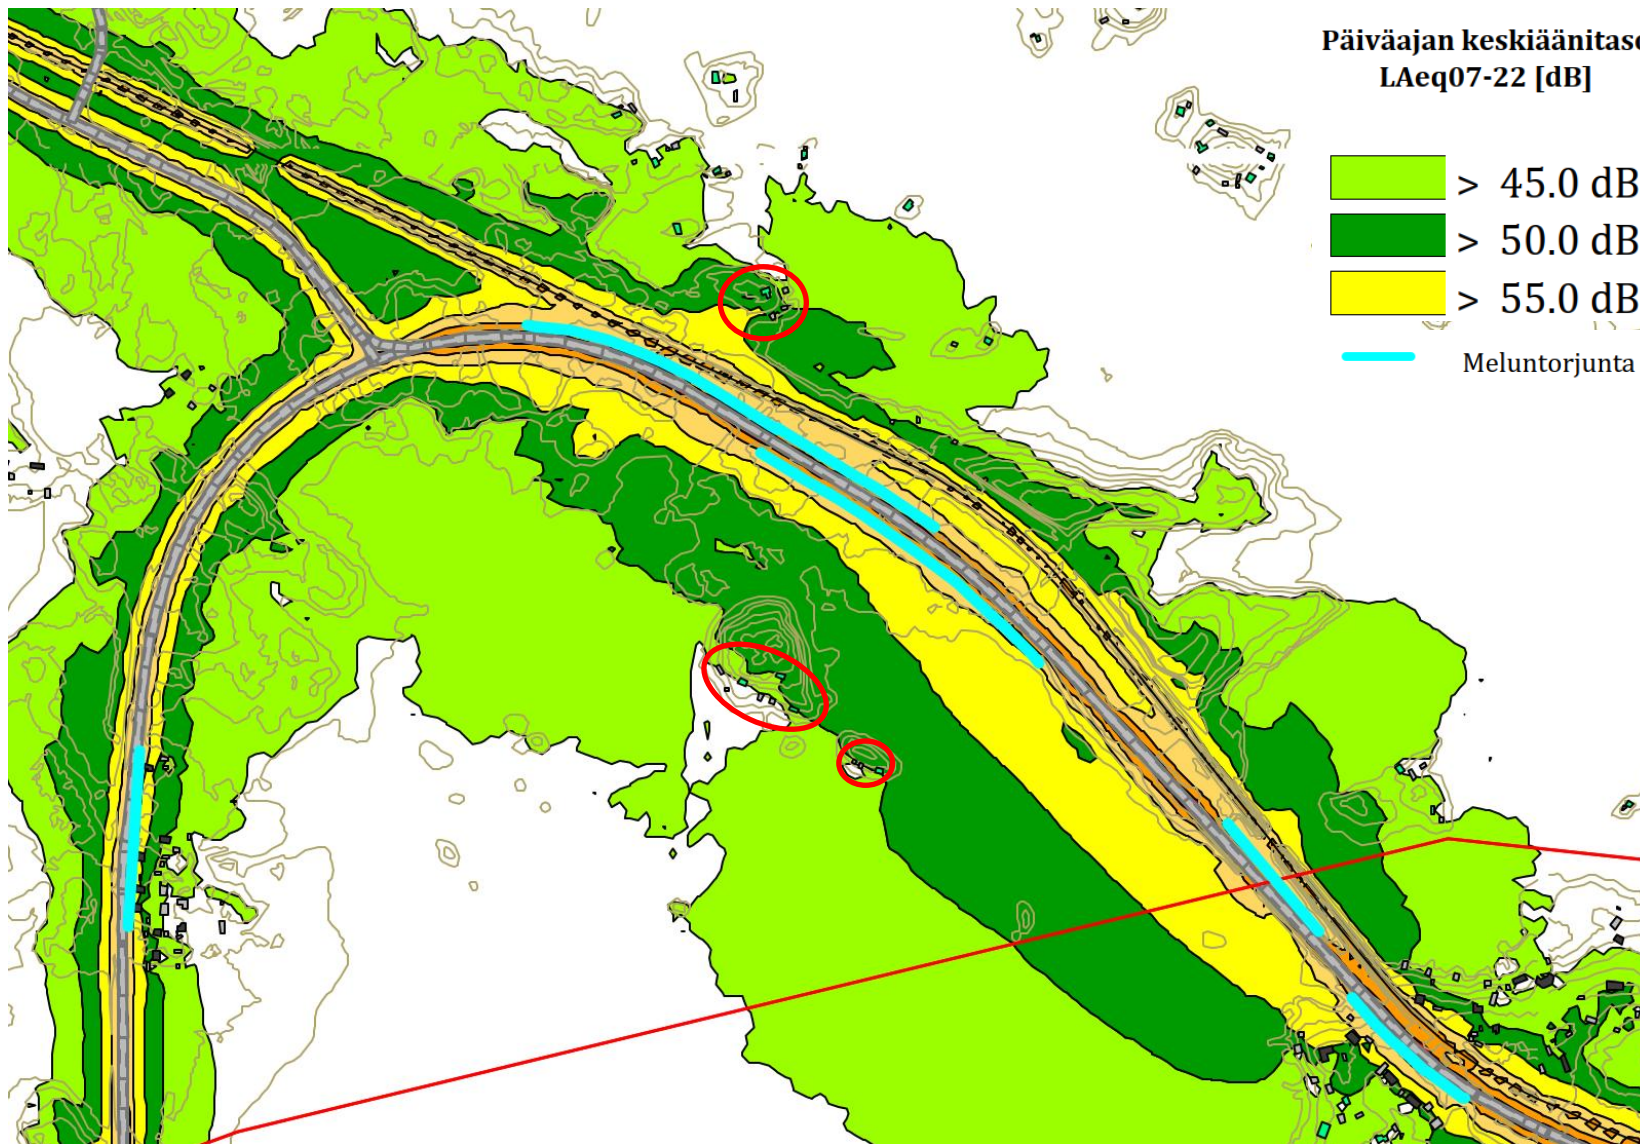 Päiväajan keskiäänitaso
LAeq07-22 [dB]
> 45.0 dB
> 50.0 dB
> 55.0 dB
Meluntorjunta